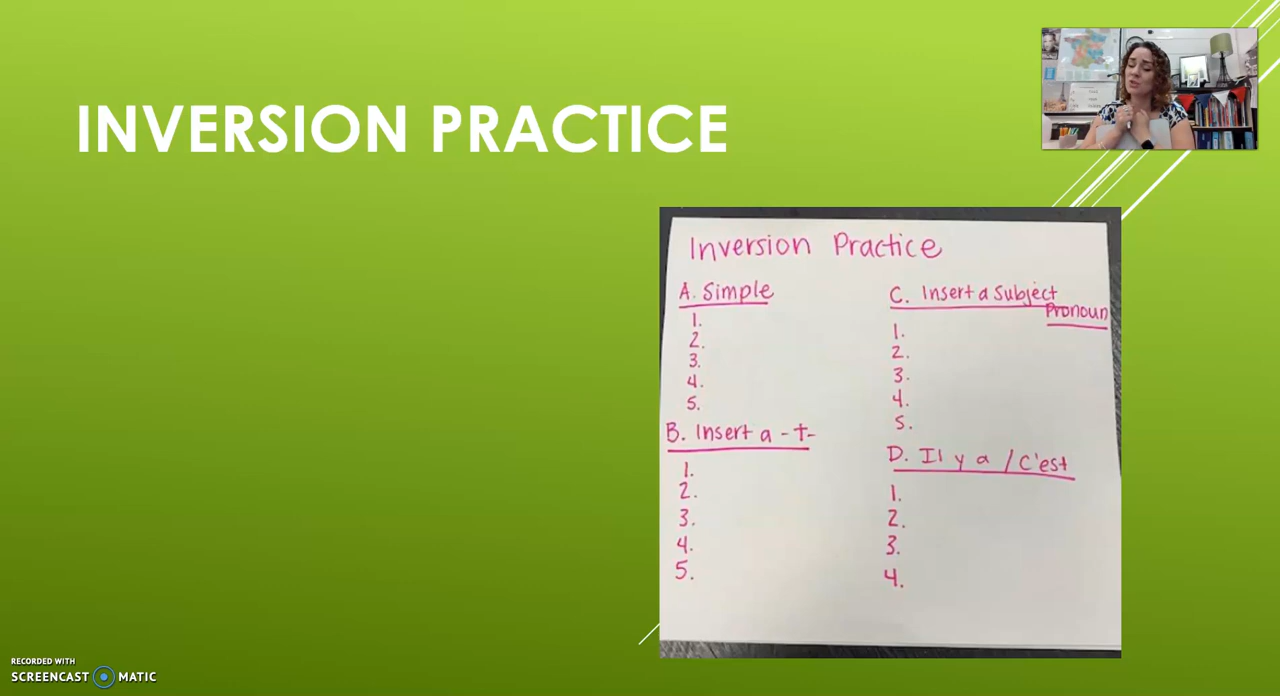 INVERSION PRACTICE
Inversion Practice
A. Simple
1.
2.
3.
4.
5.
B. Insert a -t-
1.
2.
3.
4.
5.
C. Insert a Subject
Pronoun
1.
2.
3.
4.
5.
D. Il y a / C'est
1.
2.
3.
4.
RECORDED WITH
SCREENCAST MATIC